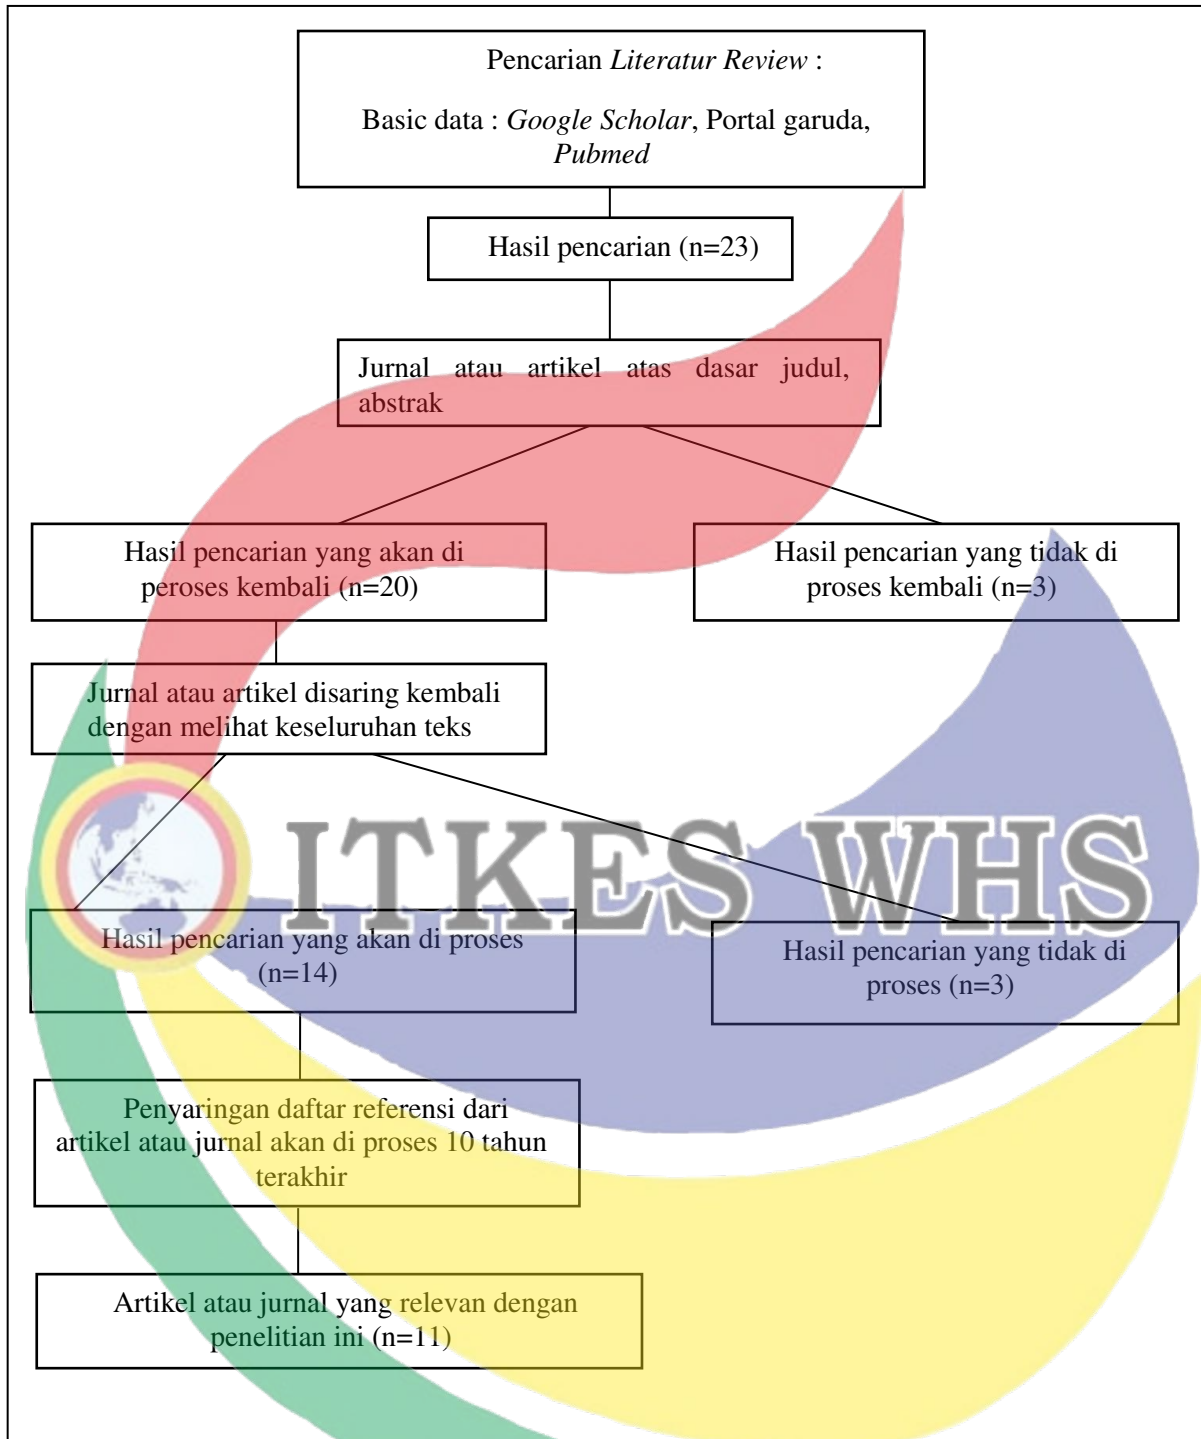 Pencarian Literatur Review :
Basic data : Google Scholar, Portal garuda,
Pubmed
Hasil pencarian (n=23)
Jurnal atau artikel atas dasar judul,
abstrak
Hasil pencarian yang akan di
peroses kembali (n=20)
Hasil pencarian yang tidak di
proses kembali (n=3)
Jurnal atau artikel disaring kembali
dengan melihat keseluruhan teks
ITKES WHS
Hasil pencarian yang akan di proses
(n=14)
Hasil pencarian yang tidak di
proses (n=3)
Penyaringan daftar referensi dari
artikel atau jurnal akan di proses 10 tahun
terakhir
Artikel atau jurnal yang relevan dengan
penelitian ini (n=11)